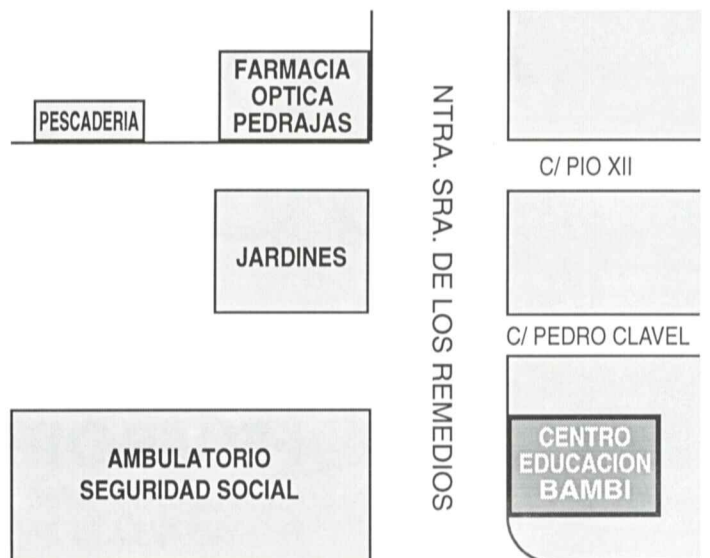 FARMACIA
OPTICA
PEDRAJAS
PESCADERIA
NTRA. SRA. DE LOS REMEDIOS
C/ PIO XII
JARDINES
C/ PEDRO CLAVEL
AMBULATORIO
SEGURIDAD SOCIAL
CENTRO
EDUCACION
BAMBI